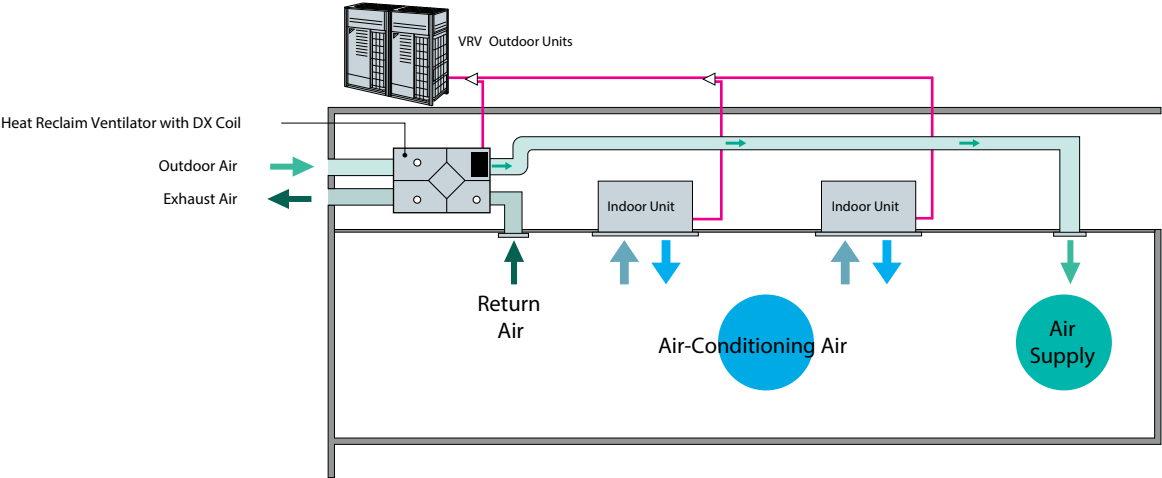 VRV Outdoor Units
Heat Reclaim Ventilator with DX Coil
Outdoor Air
Exhaust Air
Indoor Unit
Indoor Unit
Return
Air
Air-Conditioning Air
Air
Supply